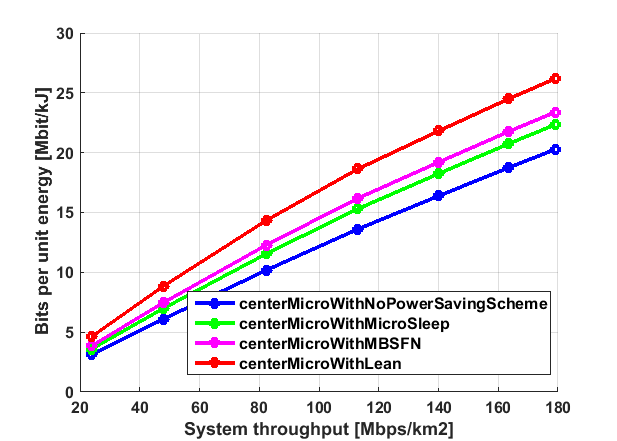 30
25
20
15
10
5
0
20 40 60 80 100 120 140 160 180
Bits per unit energy [Mbit/kJ]
System throughput [Mbps/km2]
centerMicroWithNoPowerSavingScheme
centerMicroWithMicroSleep
centerMicroWithMBSFN
centerMicroWithLean